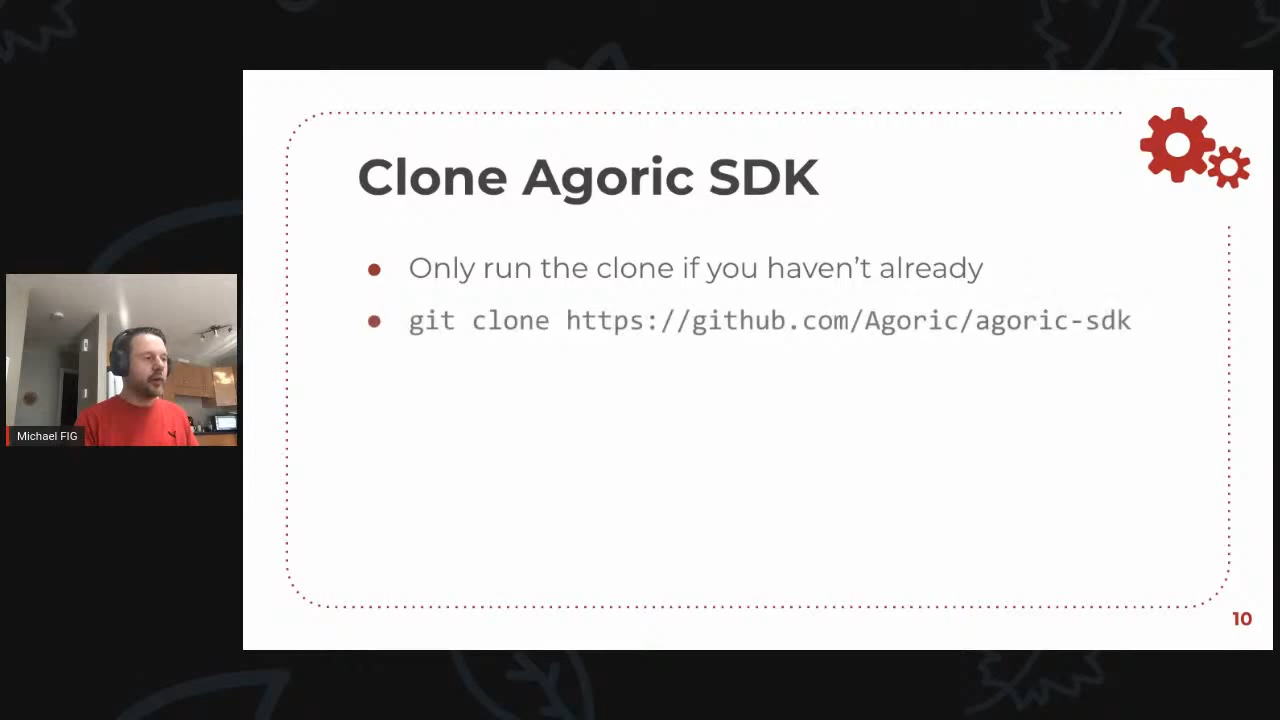 Clone Agoric SDK
Only run the clone if you haven’t already
git clone https://github.com/Agoric/agoric-sdk
Michael FIG
10